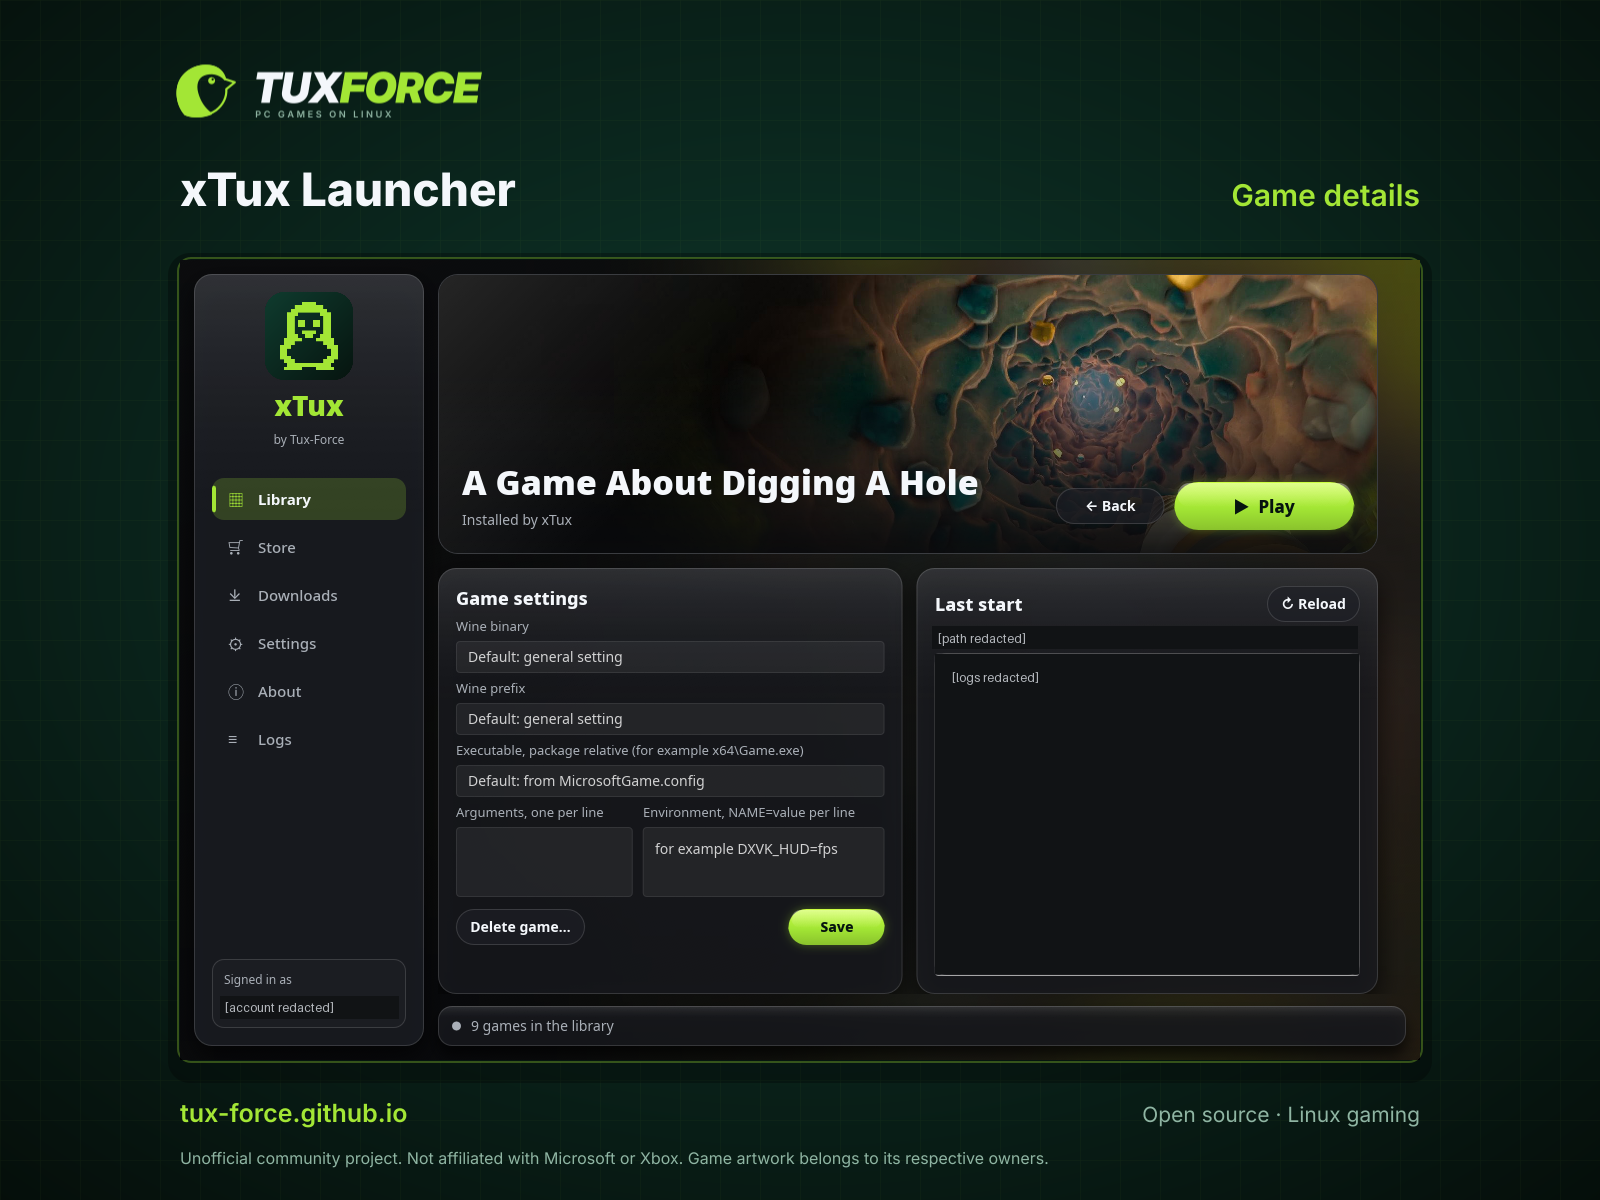 TUXFORCE
PC GAMES ON LINUX
xTux Launcher
Game details
xTux
by Tux-Force
Library
Store
Downloads
Settings
About
Logs
Signed in as
[account redacted]
A Game About Digging A Hole
Installed by xTux
← Back
▶ Play
Game settings
Wine binary
Default: general setting
Wine prefix
Default: general setting
Executable, package relative (for example x64\Game.exe)
Default: from MicrosoftGame.config
Arguments, one per line
Environment, NAME=value per line
for example DXVK_HUD=fps
Delete game...
Save
Last start
↻ Reload
[path redacted]
[logs redacted]
9 games in the library
tux-force.github.io
Open source · Linux gaming
Unofficial community project. Not affiliated with Microsoft or Xbox. Game artwork belongs to its respective owners.